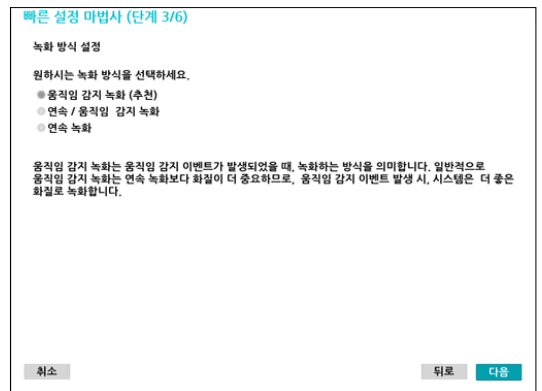 빠른 설정 마법사 (단계 3/6)
녹화 방식 설정
원하시는 녹화 방식을 선택하세요.
움직임 감지 녹화 (추천)
연속 / 움직임 감지 녹화
연속 녹화
움직임 감지 녹화는 움직임 감지 이벤트가 발생되었을 때, 녹화하는 방식을 의미합니다. 일반적으로
움직임 감지 녹화는 연속 녹화보다 화질이 더 중요하므로, 움직임 감지 이벤트 발생 시, 시스템은 더 좋은
화질로 녹화합니다.
취소 뒤로 다음